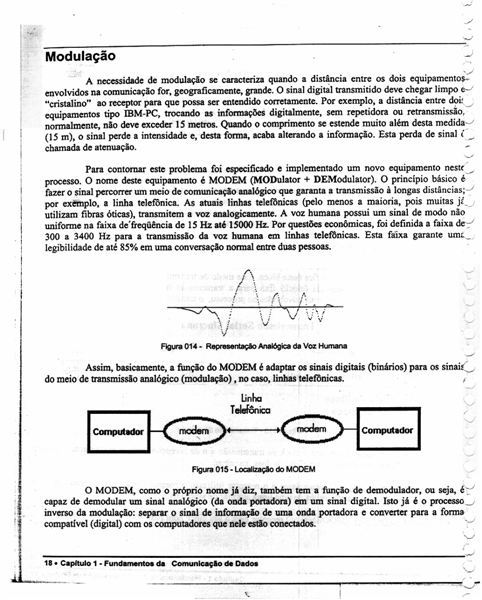 Modulação
A necessidade de modulação se caracteriza quando a distância entre os dois equipamentos
envolvidos na comunicação for, geograficamente, grande. O sinal digital transmitido deve chegar limpo e
"cristalino" ao receptor para que possa ser entendido corretamente. Por exemplo, a distância entre dois
equipamentos tipo IBM-PC, trocando as informações digitalmente, sem repetidora ou retransmissão,
normalmente, não deve exceder 15 metros. Quando o comprimento se estende muito além desta medida
(15 m), o sinal perde a intensidade e, desta forma, acaba alterando a informação. Esta perda de sinal é
chamada de atenuação.
Para contornar este problema foi especificado e implementado um novo equipamento neste
processo. O nome deste equipamento é MODEM (MODulator + DEModulator). O princípio básico é
fazer o sinal percorrer um meio de comunicação analógico que garanta a transmissão à longas distâncias;
por exêmplo, a linha telefônica. As atuais linhas telefônicas (pelo menos a maioria, pois muitas já
utilizam fibras óticas), transmitem a voz analogicamente. A voz humana possui um sinal de modo não
uniforme na faixa de freqüência de 15 Hz até 15000 Hz. Por questões econômicas, foi definida a faixa de
300 a 3400 Hz para a transmissão da voz humana em linhas telefônicas. Esta faixa garante uma
legibilidade de até 85% em uma conversação normal entre duas pessoas.
Figura 014 - Representação Analógica da Voz Humana
Assim, basicamente, a função do MODEM é adaptar os sinais digitais (binários) para os sinais
do meio de transmissão analógico (modulação) , no caso, linhas telefônicas.
Linha
Telefônica
Computador modem modem Computador
Figura 015 - Localização do MODEM
O MODEM, como o próprio nome já diz, também tem a função de demodulador, ou seja, é
capaz de demodular um sinal analógico (da onda portadora) em um sinal digital. Isto já é o processo
inverso da modulação: separar o sinal de informação de uma onda portadora e converter para a forma
compatível (digital) com os computadores que nele estão conectados.
18 • Capítulo 1 - Fundamentos da Comunicação de Dados